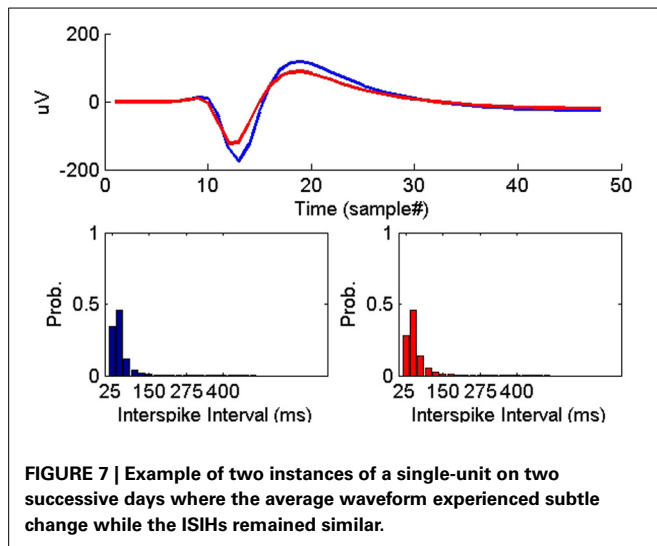 200
0
-200
uV
0 10 20 30 40 50
Time (sample#)
1
0.5
0
Prob.
25 150 275 400
Interspike Interval (ms)
1
0.5
0
Prob.
25 150 275 400
Interspike Interval (ms)
FIGURE 7 | Example of two instances of a single-unit on two
successive days where the average waveform experienced subtle
change while the ISIHs remained similar.